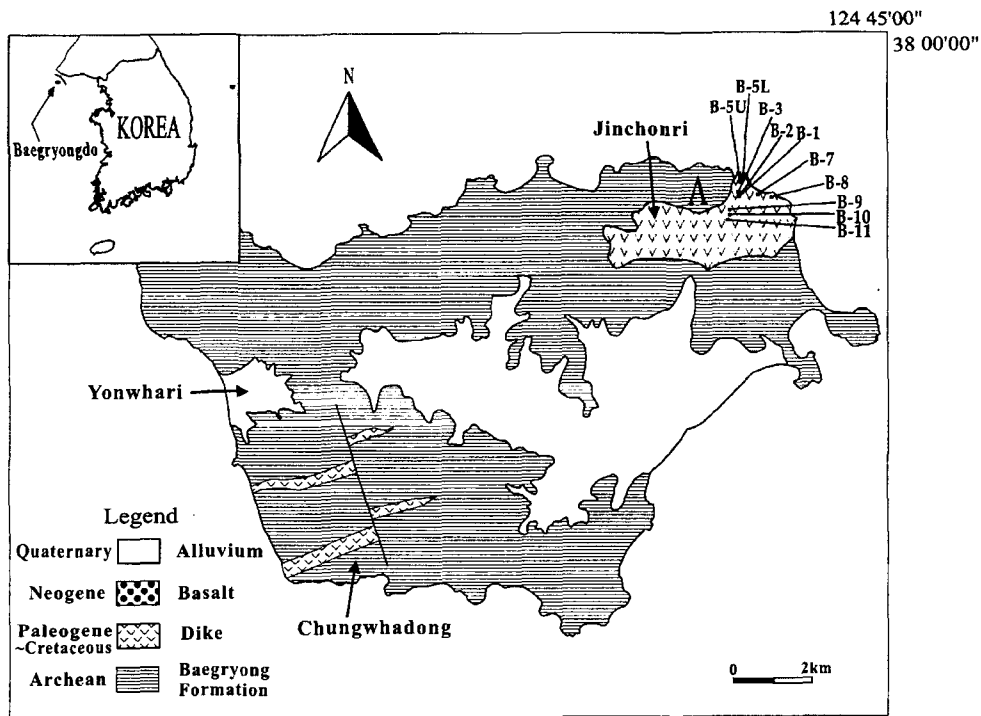 124 45'00"
38 00'00"
KOREA
Baegryongdo
N
B-5L
B-5U
B-3
B-2
B-1
Jinchonri
B-7
B-8
A
B-9
B-10
B-11
Yonwhari
Legend
Quaternary Alluvium
Neogene Basalt
Paleogene
~Cretaceous Dike
Archean Baegryong
Formation
Chungwhadong
0 2km